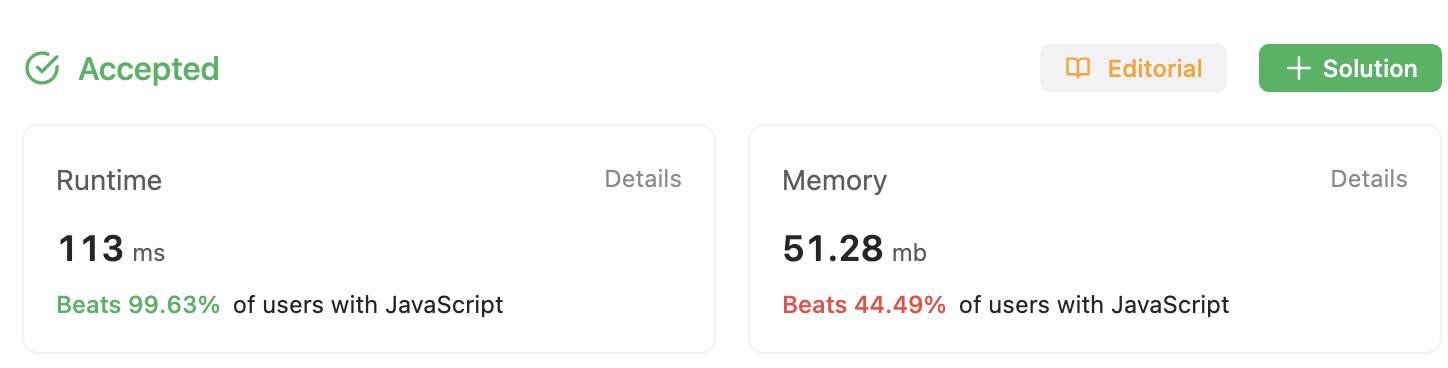 Accepted
Editorial
+ Solution
Runtime
Details
113 ms
Beats 99.63% of users with JavaScript
Memory
Details
51.28 mb
Beats 44.49% of users with JavaScript